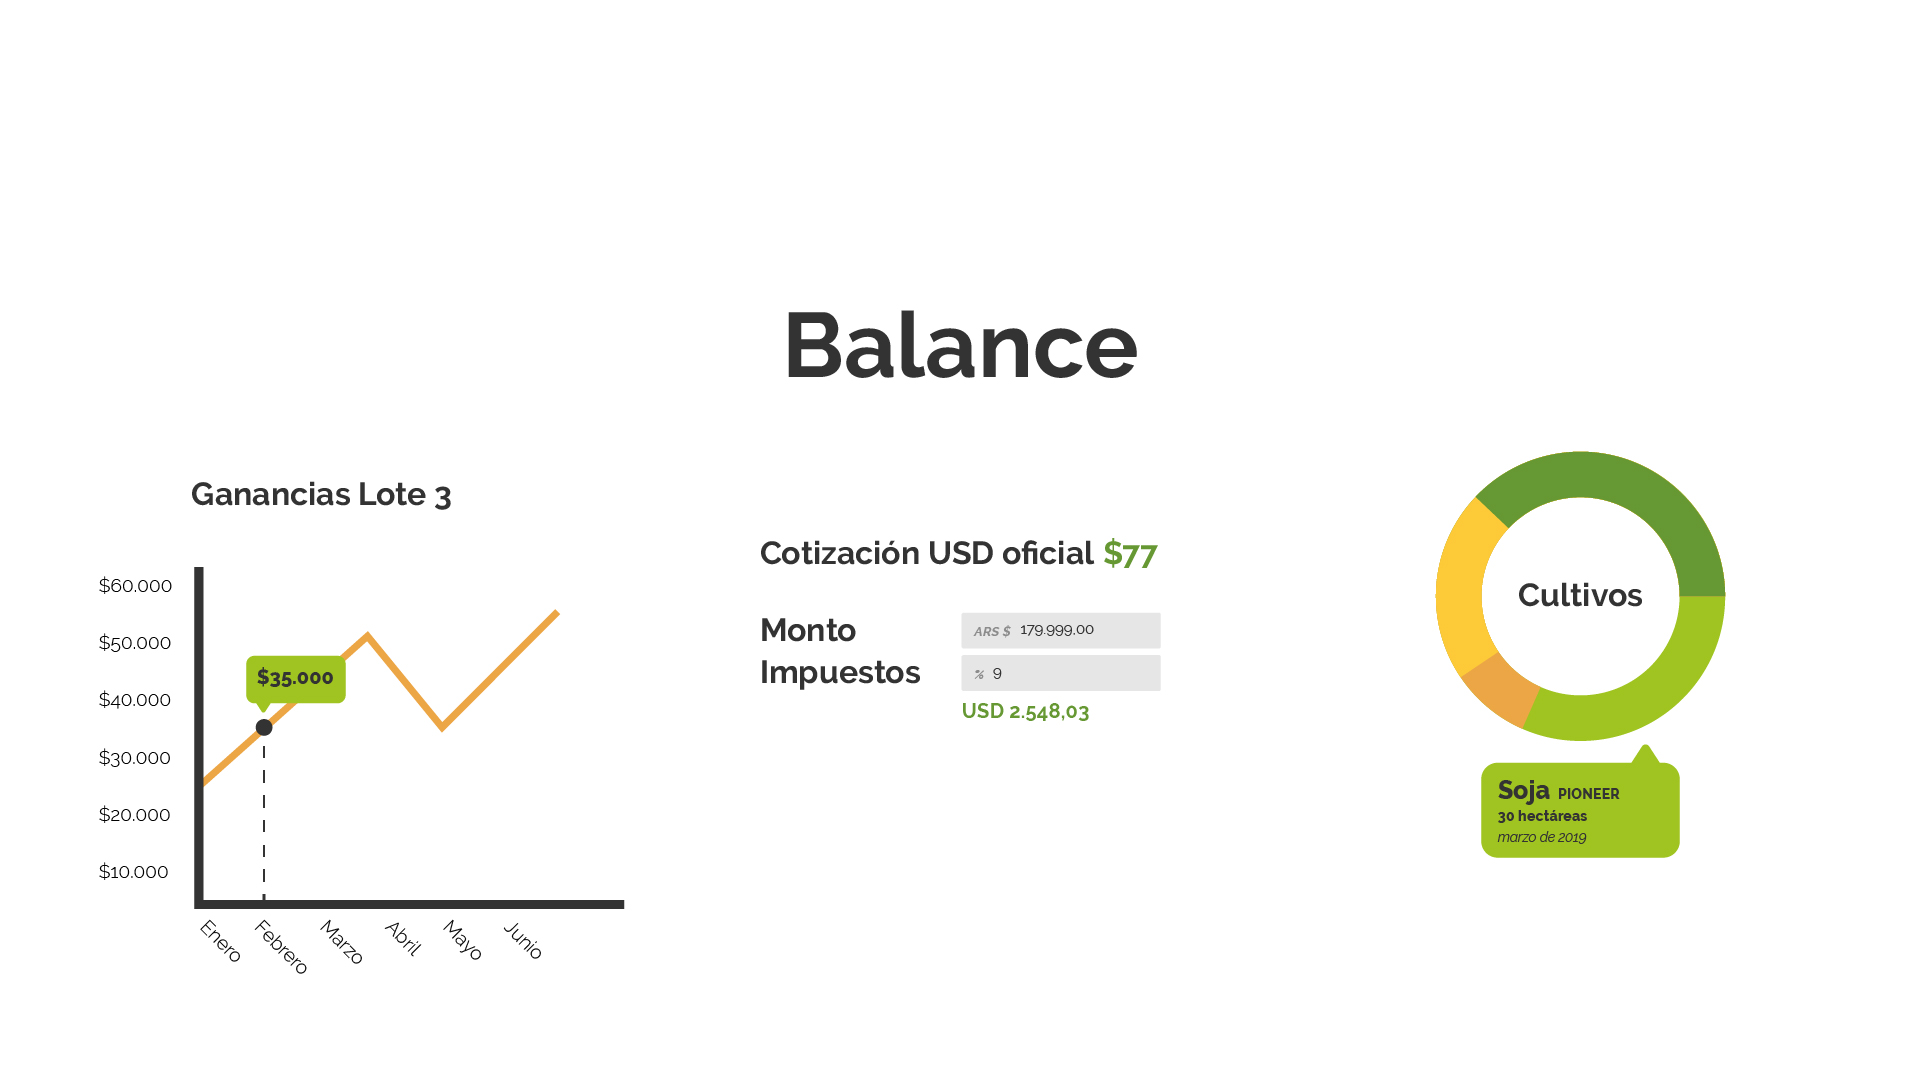 Balance
Ganancias Lote 3
$60.000
$50.000
$40.000
$30.000
$20.000
$10.000
$35.000
Enero
Febrero
Marzo
Abril
Mayo
Junio
Cotización USD oficial $77
Monto ARS $ 179.999.00
Impuestos % 9
USD 2.548,03
Cultivos
Soja PIONEER
30 hectáreas
marzo de 2019